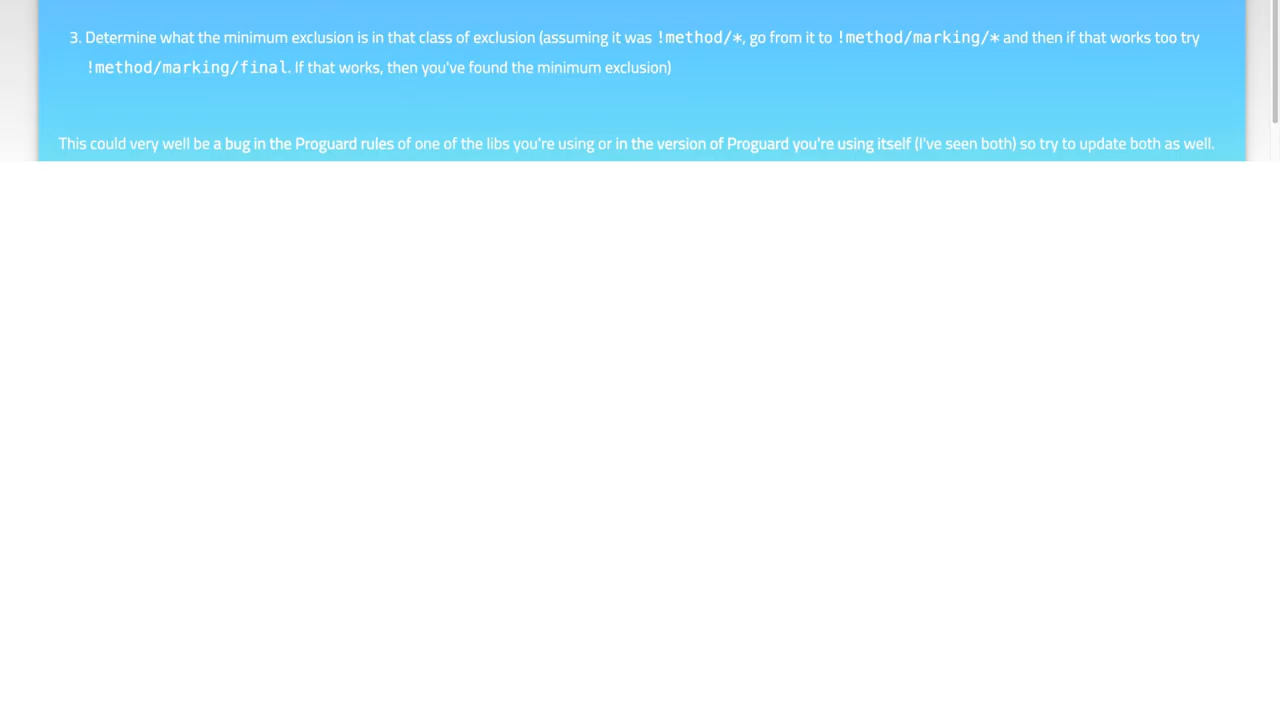 3. Determine what the minimum exclusion is in that class of exclusion (assuming it was !method/*, go from it to !method/marking/* and then if that works too try
!method/marking/final. If that works, then you've found the minimum exclusion)
This could very well be a bug in the Proguard rules of one of the libs you're using or in the version of Proguard you're using itself (I've seen both) so try to update both as well.